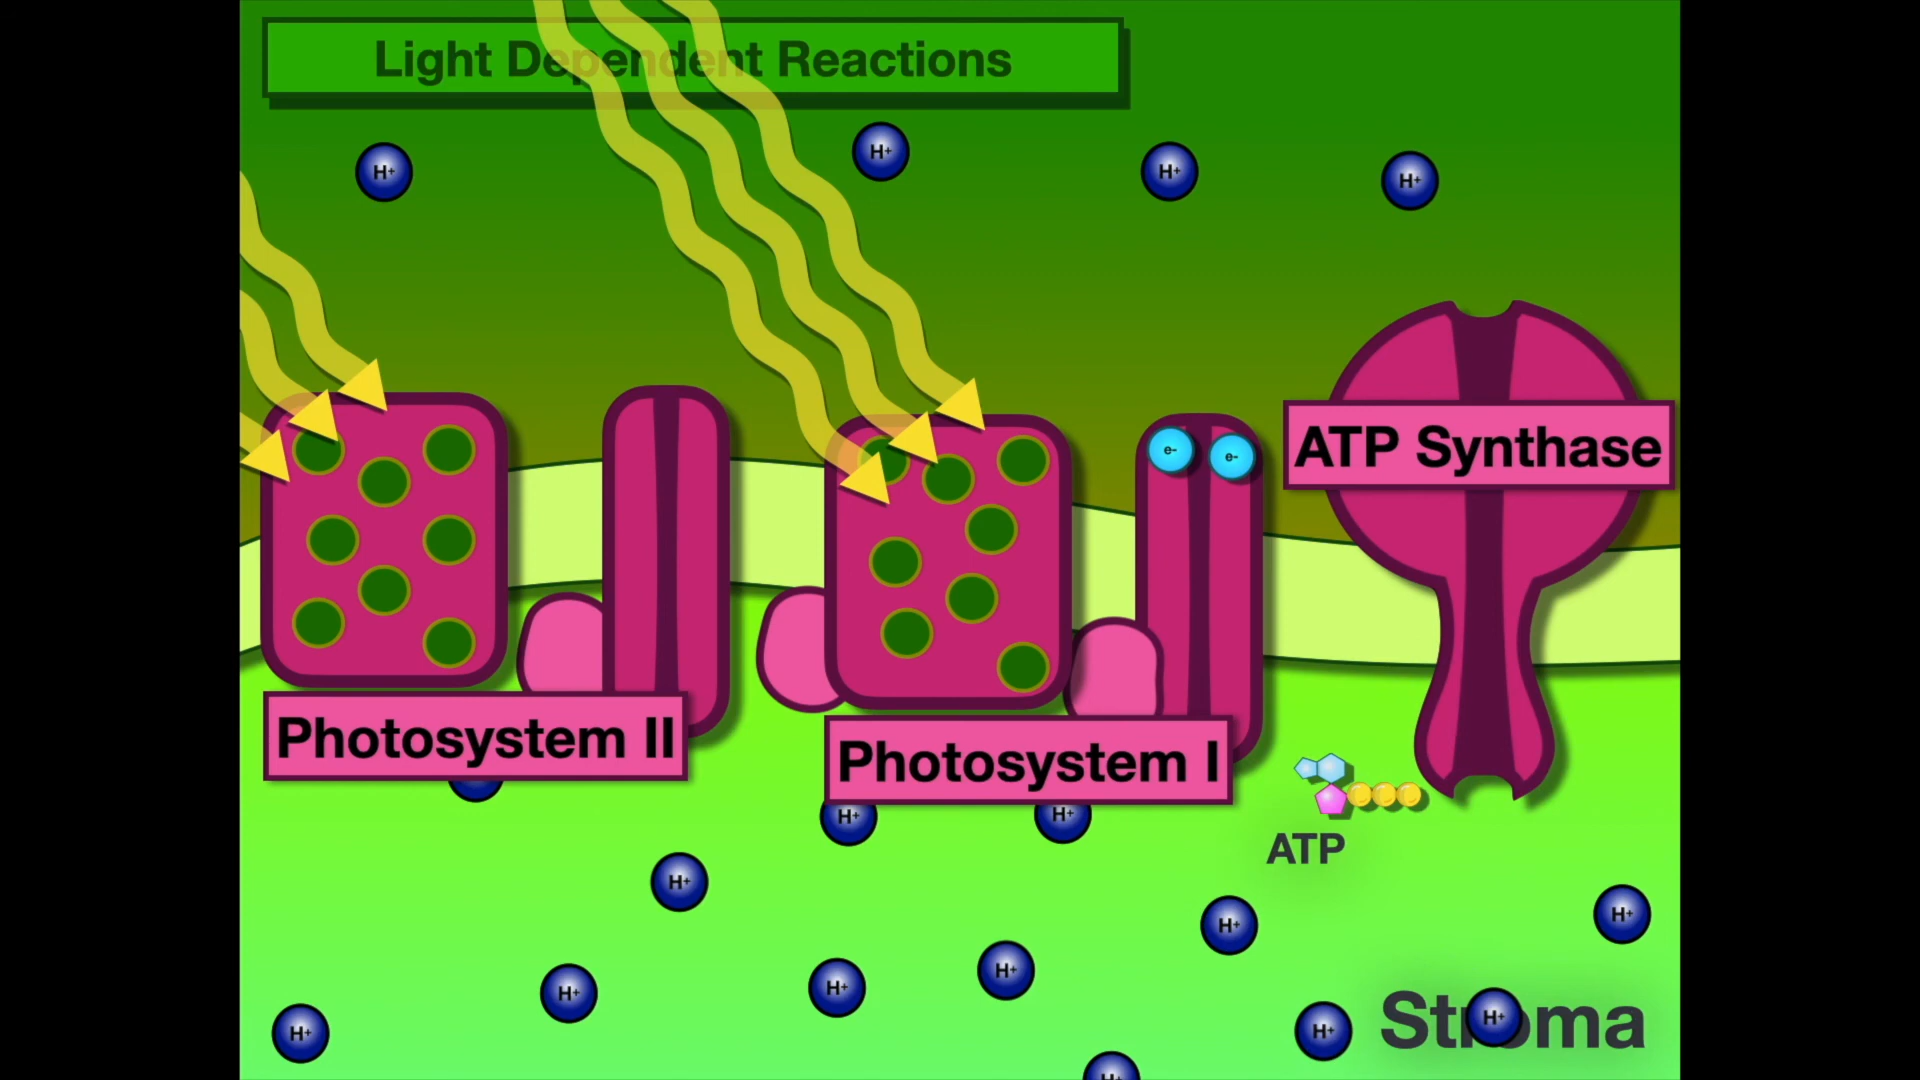 Light Dependent Reactions
H+
H+
H+
H+
ATP Synthase
e-
e-
Photosystem II
Photosystem I
H+
H+
ATP
H+
H+
H+
H+
H+
H+
H+
Stroma
H+
H+
H+
H+